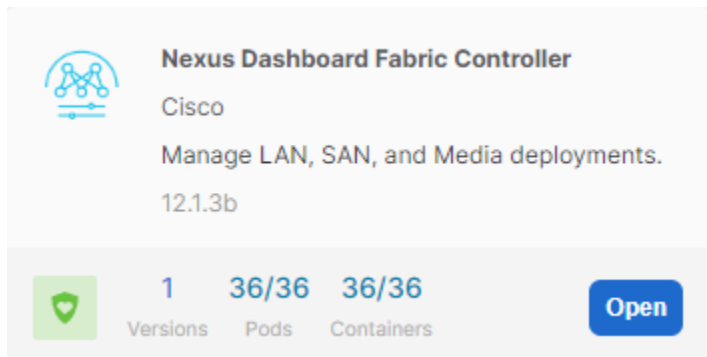 Nexus Dashboard Fabric Controller
Cisco
Manage LAN, SAN, and Media deployments.
12.1.3b
1 36/36 36/36 Open
Versions Pods Containers